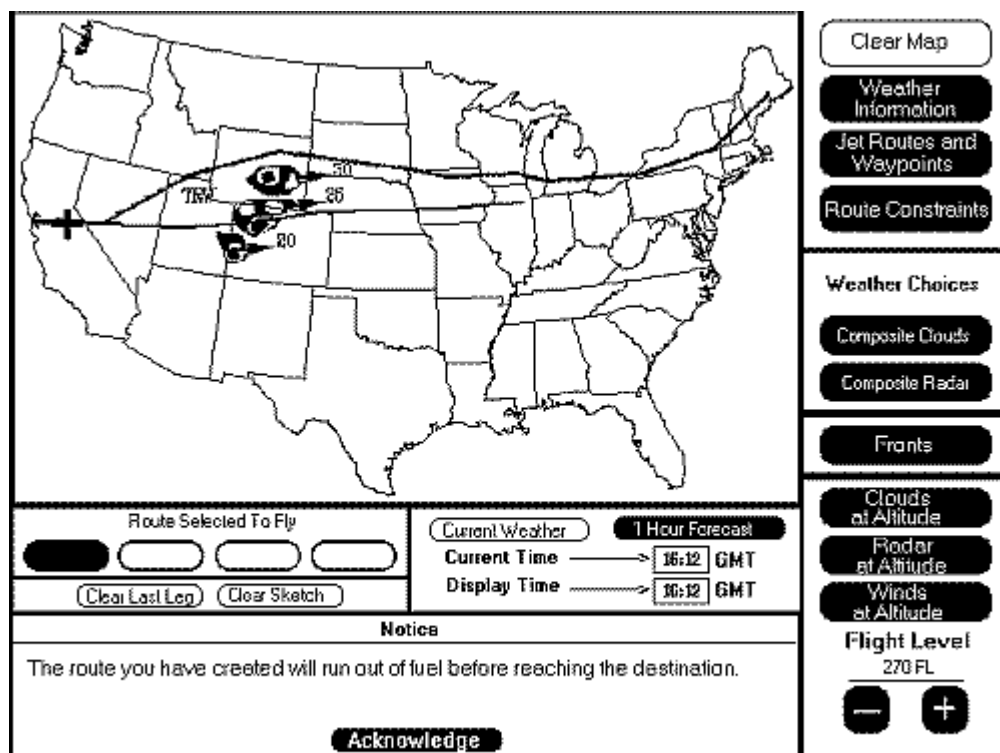 Clear Map
Weather
Information
Jet Routes and
Waypoints
Route Constraints
Weather Choices
Composite Clouds
Composite Radar
Fronts
Clouds
at Altitude
Radar
at Altitude
Winds
at Altitude
Flight Level
270 FL
50
TRW
25
20
Route Selected To Fly
Clear Last Leg
Clear Sketch
Current Weather
1 Hour Forecast
Current Time
16:12 GMT
Display Time
16:12 GMT
Notice
The route you have created will run out of fuel before reaching the destination.
Acknowledge